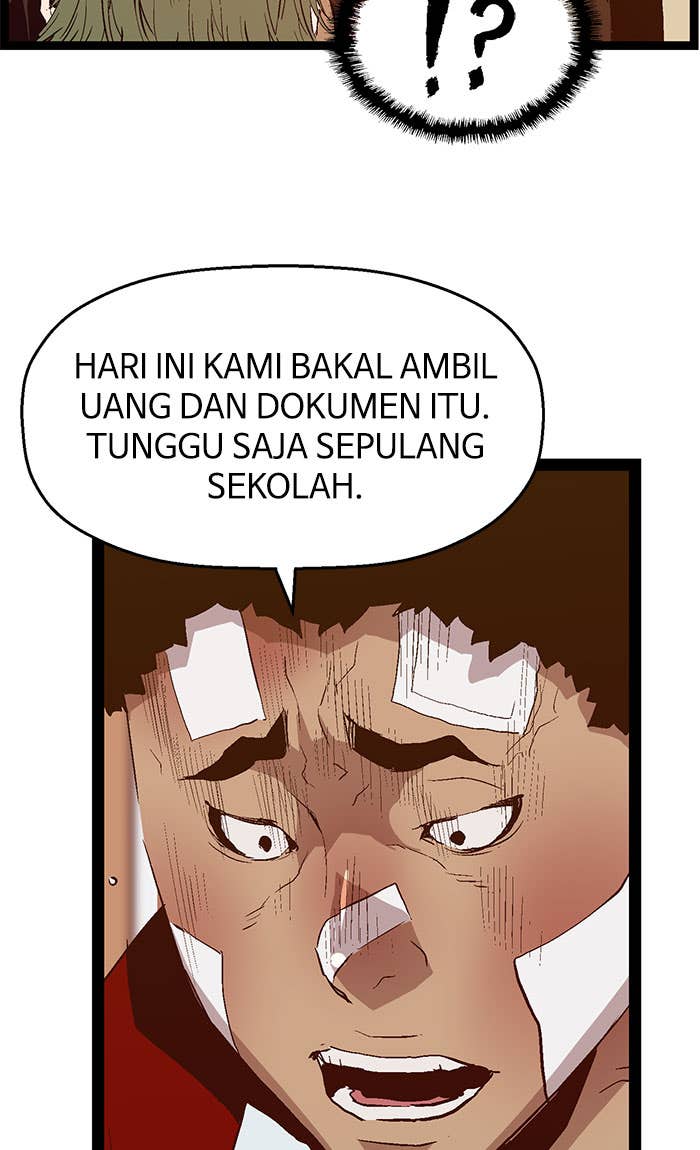 !?
HARI INI KAMI BAKAL AMBIL
UANG DAN DOKUMEN ITU.
TUNGGU SAJA SEPULANG
SEKOLAH.